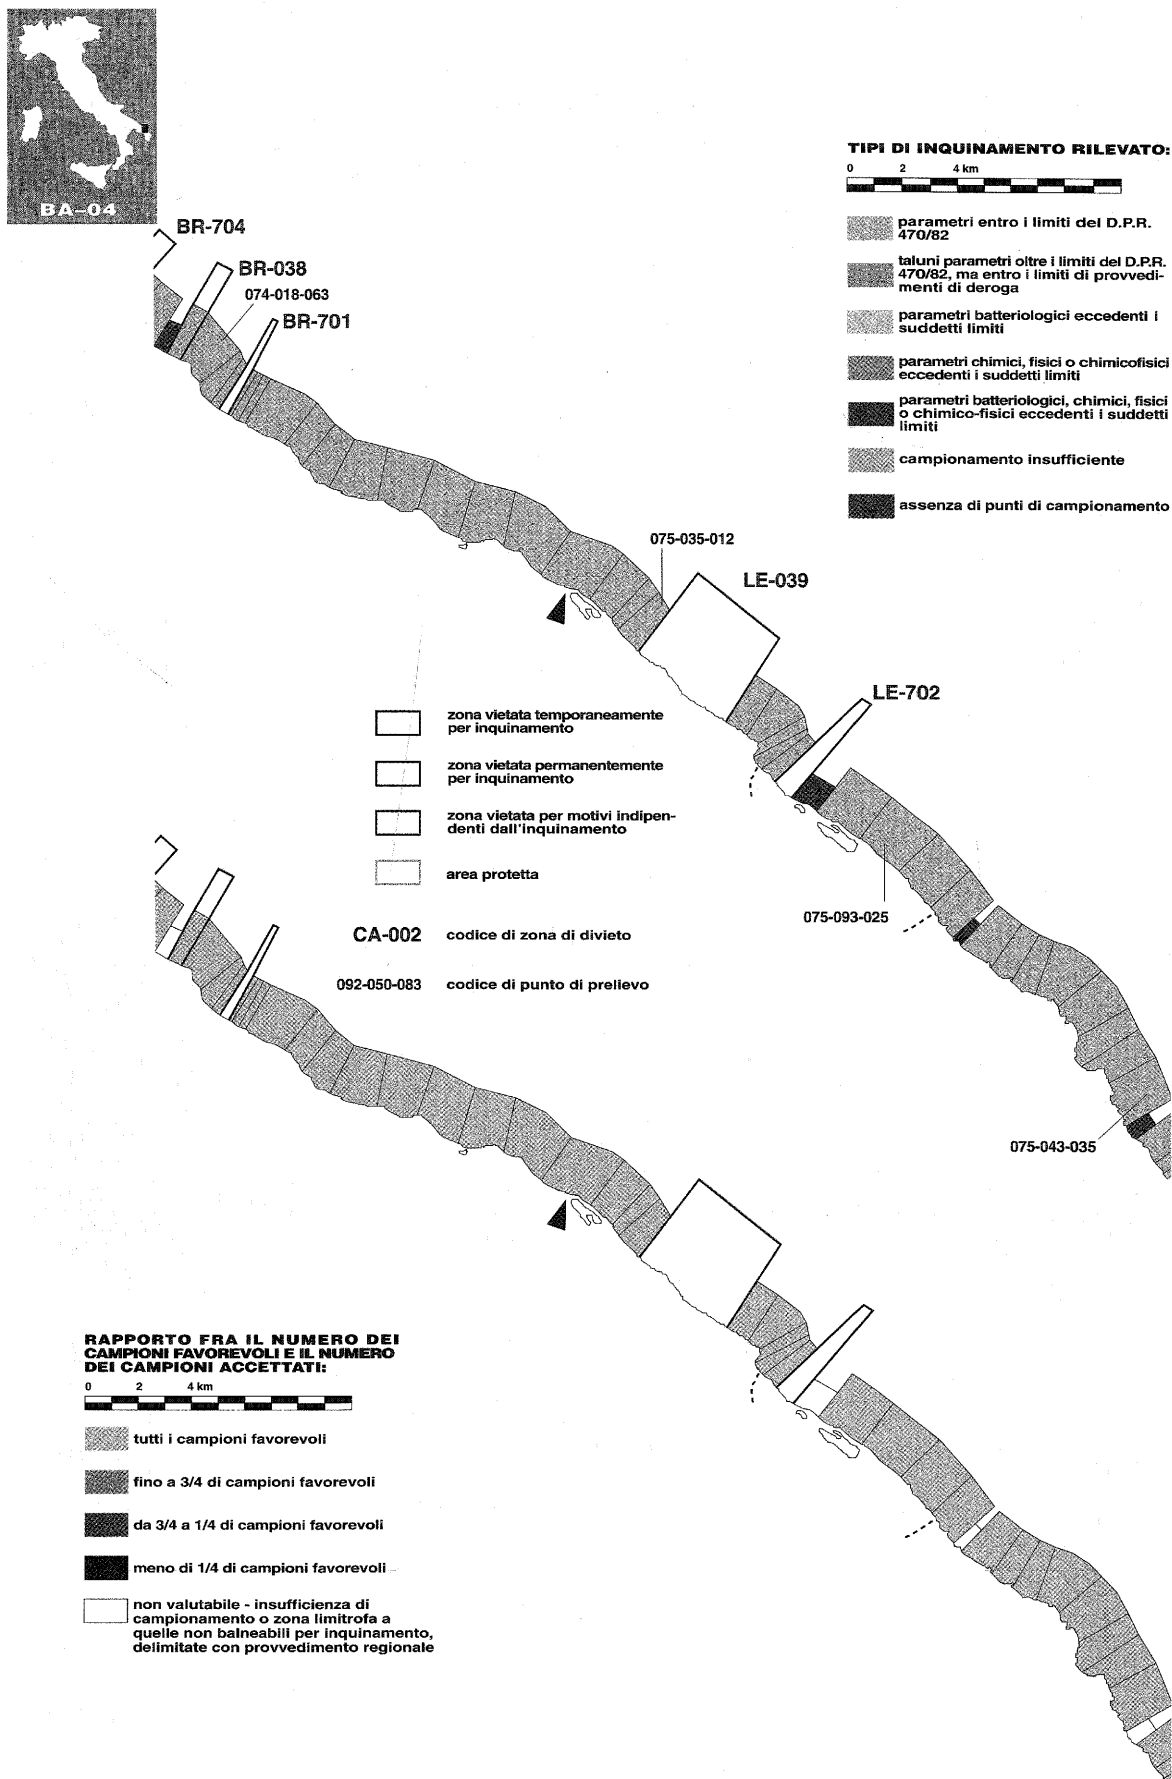 BA-04
BR-704
BR-038
074-018-063
BR-701
TIPI DI INQUINAMENTO RILEVATO:
0 2 4 km
parametri entro i limiti del D.P.R.
470/82
taluni parametri oltre i limiti del D.P.R.
470/82, ma entro i limiti di provvedi-
menti di deroga
parametri batteriologici eccedenti i
suddetti limiti
parametri chimici, fisici o chimicofisici
eccedenti i suddetti limiti
parametri batteriologici, chimici, fisici
o chimico-fisici eccedenti i suddetti
limiti
campionamento insufficiente
assenza di punti di campionamento
075-035-012
LE-039
LE-702
zona vietata temporaneamente
per inquinamento
zona vietata permanentemente
per inquinamento
zona vietata per motivi indipen-
denti dall'inquinamento
area protetta
CA-002 codice di zona di divieto
092-050-083 codice di punto di prelievo
075-093-025
075-043-035
RAPPORTO FRA IL NUMERO DEI
CAMPIONI FAVOREVOLI E IL NUMERO
DEI CAMPIONI ACCETTATI:
0 2 4 km
tutti i campioni favorevoli
fino a 3/4 di campioni favorevoli
da 3/4 a 1/4 di campioni favorevoli
meno di 1/4 di campioni favorevoli
non valutabile - insufficienza di
campionamento o zona limitrofa a
quelle non balneabili per inquinamento,
delimitate con provvedimento regionale